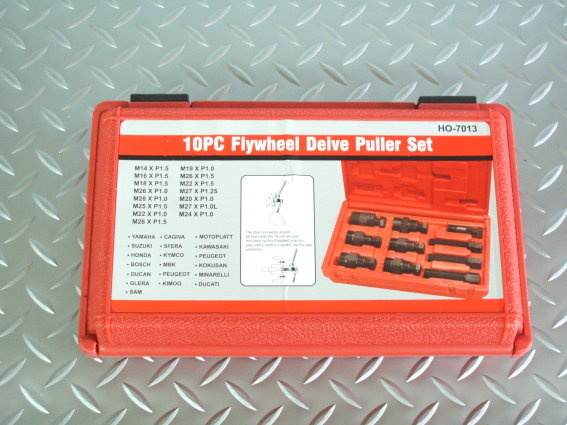 HO-7013
10PC Flywheel Deive Puller Set
M14 X P1.5
M16 X P1.5
M18 X P1.5
M26 X P1.0
M28 X P1.0
M25 X P1.5
M22 X P1.0
M28 X P1.5
M19 X P1.0
M26 X P1.5
M22 X P1.5
M27 X P1.25
M20 X P1.0
M27 X P1.0L
M24 X P1.0
• YAMAHA • CAGIVA • MOTOPLATT
• SUZUKI • SFERA • KAWASAKI
• HONDA • KYMCO • PEUGEOT
• BOSCH • MBK • KOKUSAN
• DUCAN • PEUGEOT • MINARELLI
• GLERA • KIMOO • DUCATI
• SAM